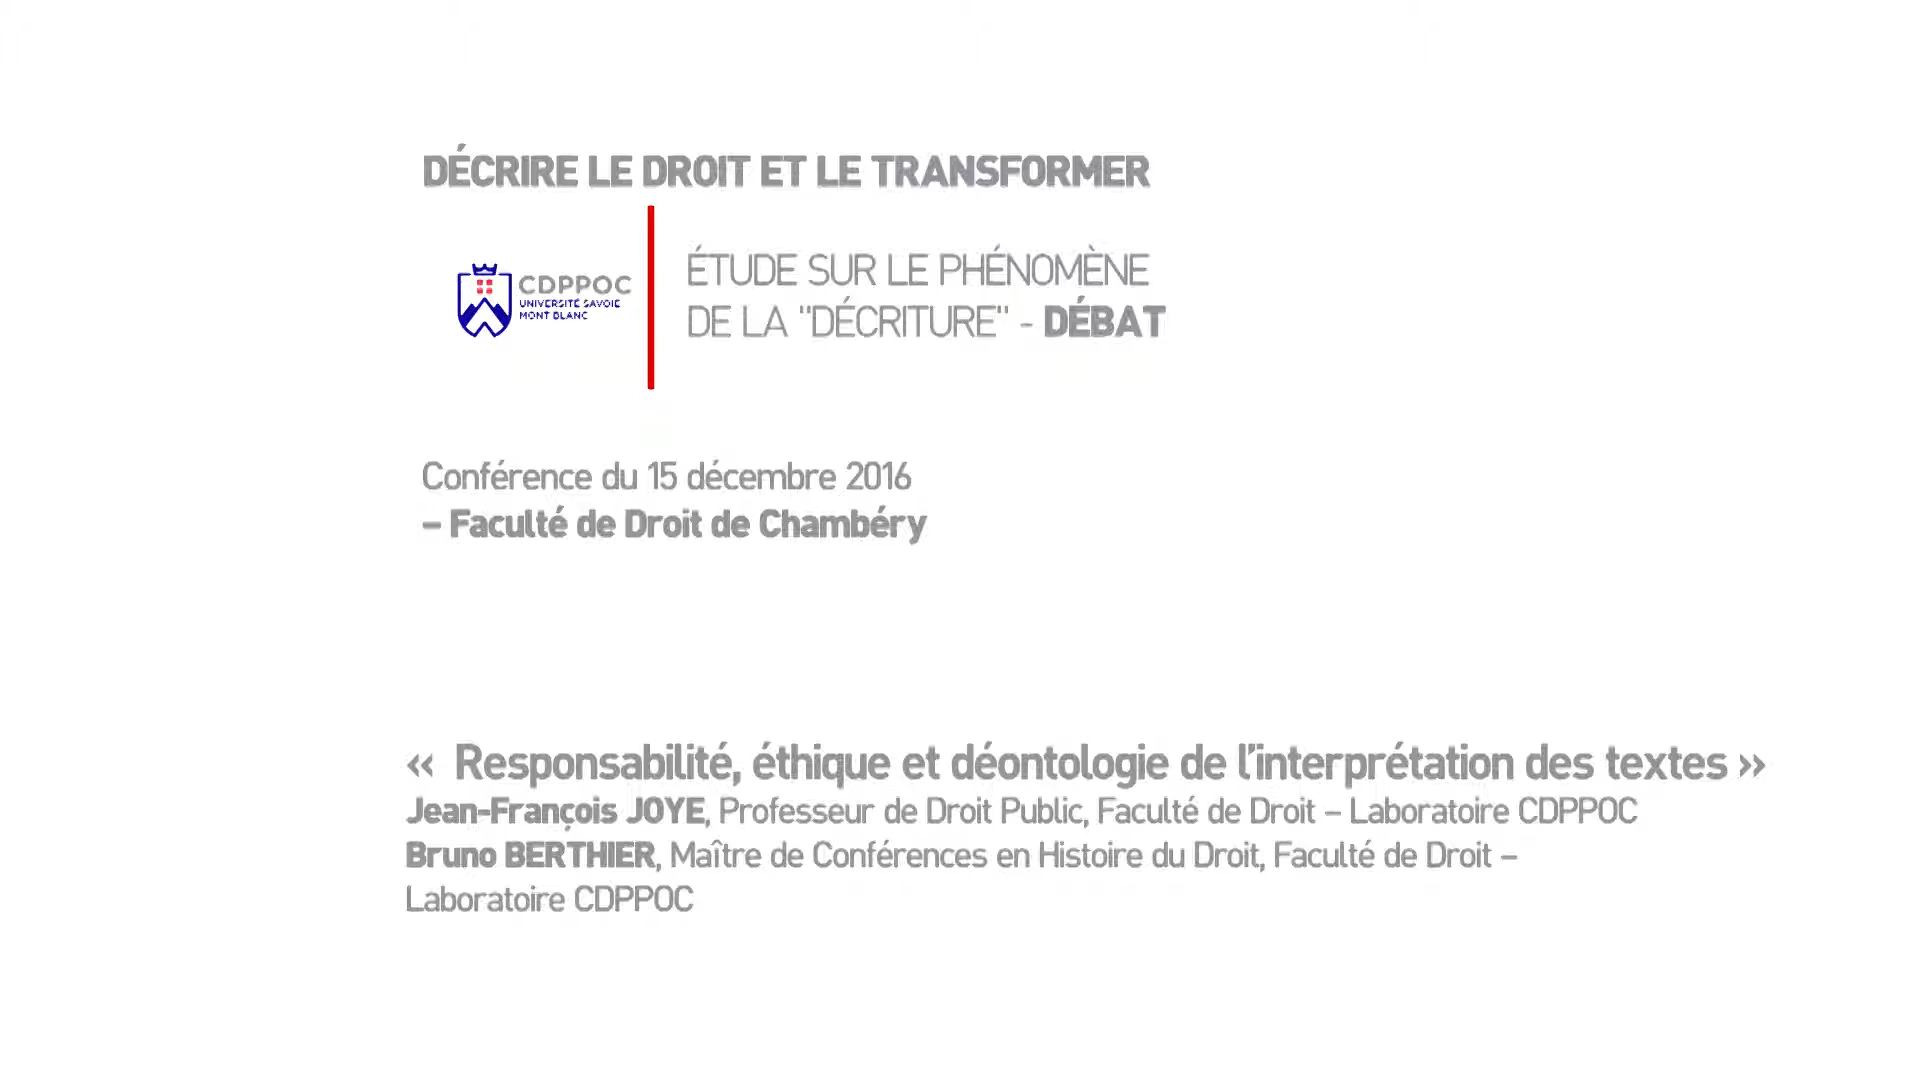 DÉCRIRE LE DROIT ET LE TRANSFORMER
CDPPOC
UNIVERSITÉ SAVOIE
MONT BLANC
ÉTUDE SUR LE PHÉNOMÈNE
DE LA "DÉCRITURE" - DÉBAT
Conférence du 15 décembre 2016
– Faculté de Droit de Chambéry
« Responsabilité, éthique et déontologie de l’interprétation des textes »
Jean-François JOYE, Professeur de Droit Public, Faculté de Droit – Laboratoire CDPPOC
Bruno BERTHIER, Maître de Conférences en Histoire du Droit, Faculté de Droit –
Laboratoire CDPPOC